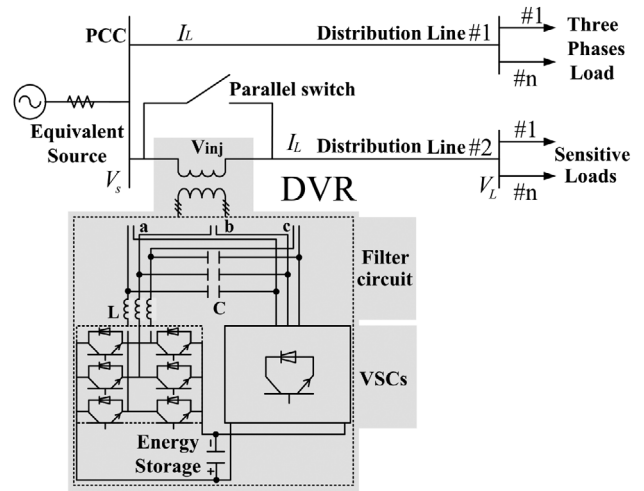 PCC
I_L
Distribution Line #1
#1
#n
Three
Phases
Load
Parallel switch
Equivalent
Source
V_s
Vinj
I_L
Distribution Line #2
#1
#n
V_L
Sensitive
Loads
DVR
a
b
c
Filter
circuit
L
C
VSCs
Energy
Storage
-
+